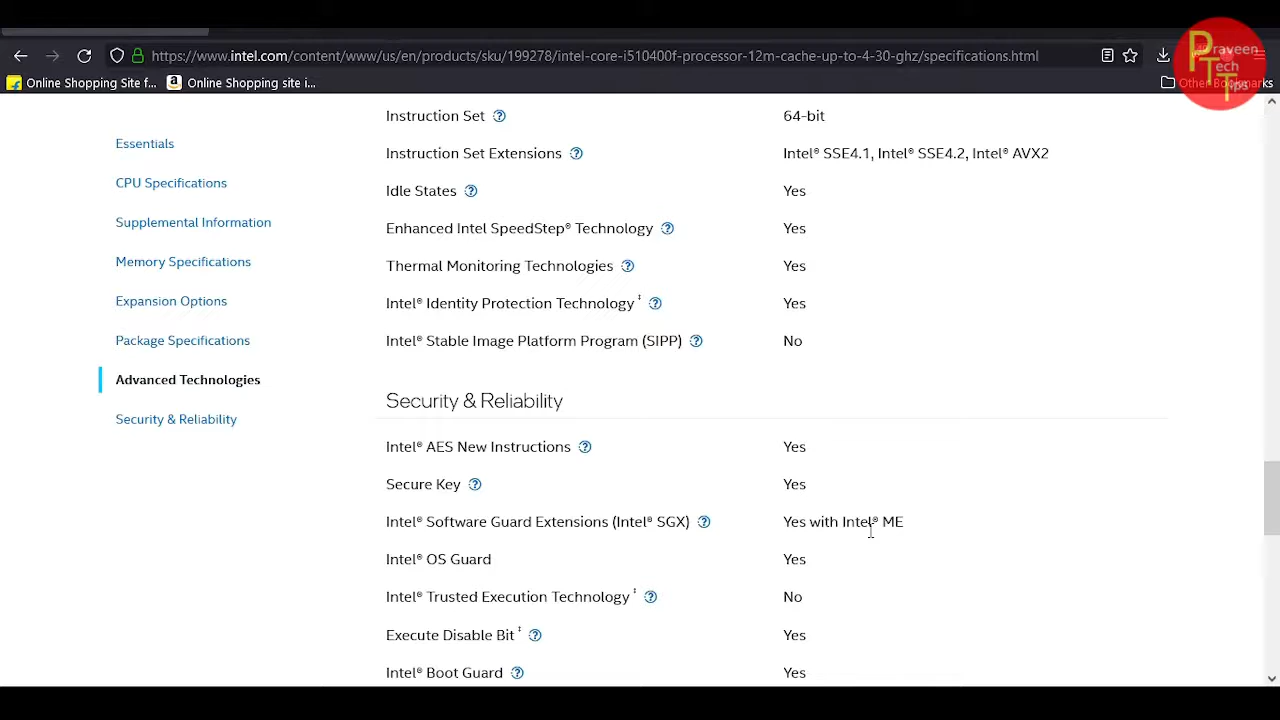 https://www.intel.com/content/www/us/en/products/sku/199278/intel-core-i510400f-processor-12m-cache-up-to-4-30-ghz/specifications.html
Praveen
Tech
Tips
PTT
Online Shopping Site f...
Online Shopping site i...
Other Bookmarks
Essentials
CPU Specifications
Supplemental Information
Memory Specifications
Expansion Options
Package Specifications
Advanced Technologies
Security & Reliability
Instruction Set ? 64-bit
Instruction Set Extensions ? Intel® SSE4.1, Intel® SSE4.2, Intel® AVX2
Idle States ? Yes
Enhanced Intel SpeedStep® Technology ? Yes
Thermal Monitoring Technologies ? Yes
Intel® Identity Protection Technology ‡ ? Yes
Intel® Stable Image Platform Program (SIPP) ? No
Security & Reliability
Intel® AES New Instructions ? Yes
Secure Key ? Yes
Intel® Software Guard Extensions (Intel® SGX) ? Yes with Intel® ME
Intel® OS Guard Yes
Intel® Trusted Execution Technology ‡ ? No
Execute Disable Bit ‡ ? Yes
Intel® Boot Guard ? Yes